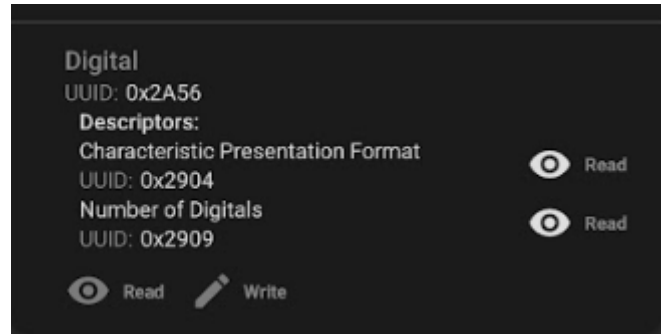 Digital
UUID: 0x2A56
Descriptors:
Characteristic Presentation Format
UUID: 0x2904
Read
Number of Digitals
UUID: 0x2909
Read
Read Write